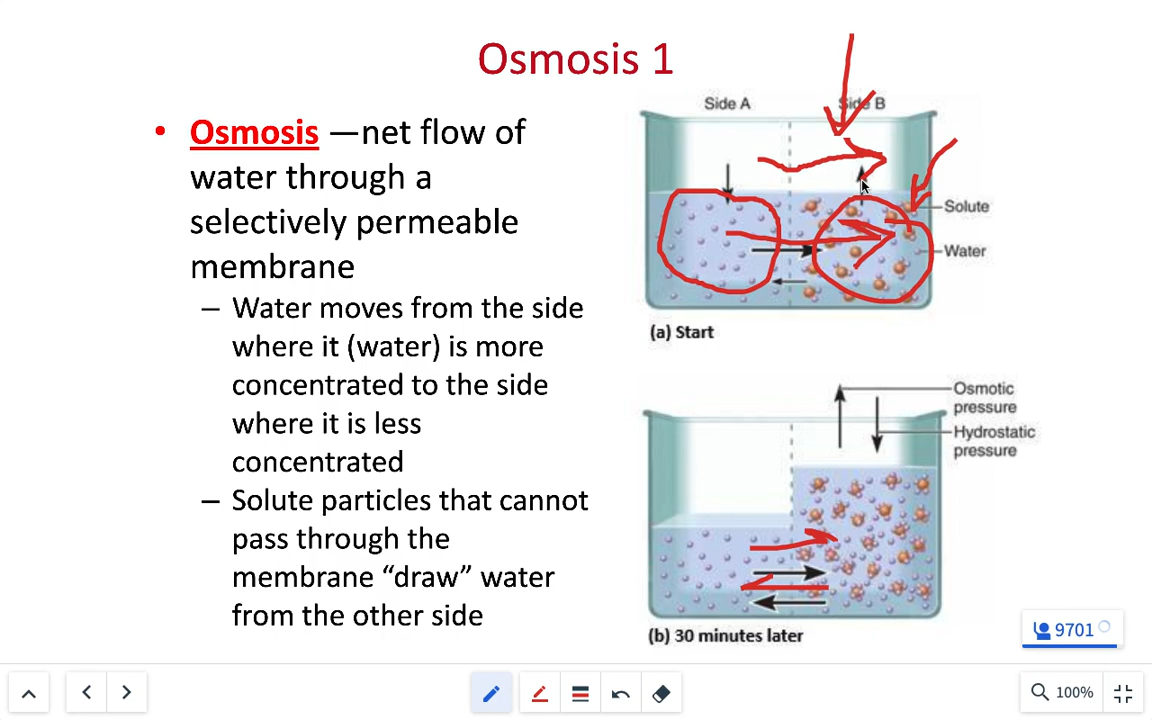 Osmosis 1
• Osmosis —net flow of
water through a
selectively permeable
membrane
– Water moves from the side
where it (water) is more
concentrated to the side
where it is less
concentrated
– Solute particles that cannot
pass through the
membrane “draw” water
from the other side
Side A
Side B
Solute
Water
(a) Start
Osmotic
pressure
Hydrostatic
pressure
(b) 30 minutes later
9701
100%